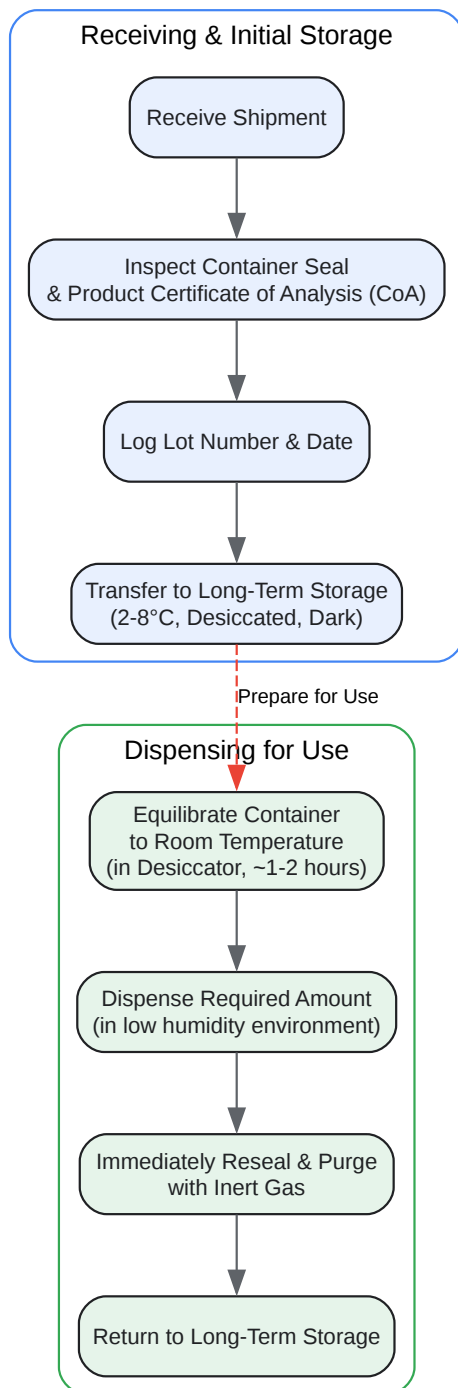 Receiving & Initial Storage
Receive Shipment
Inspect Container Seal
& Product Certificate of Analysis (CoA)
Log Lot Number & Date
Transfer to Long-Term Storage
(2-8°C, Desiccated, Dark)
Prepare for Use
Dispensing for Use
Equilibrate Container
to Room Temperature
(in Desiccator, ~1-2 hours)
Dispense Required Amount
(in low humidity environment)
Immediately Reseal & Purge
with Inert Gas
Return to Long-Term Storage